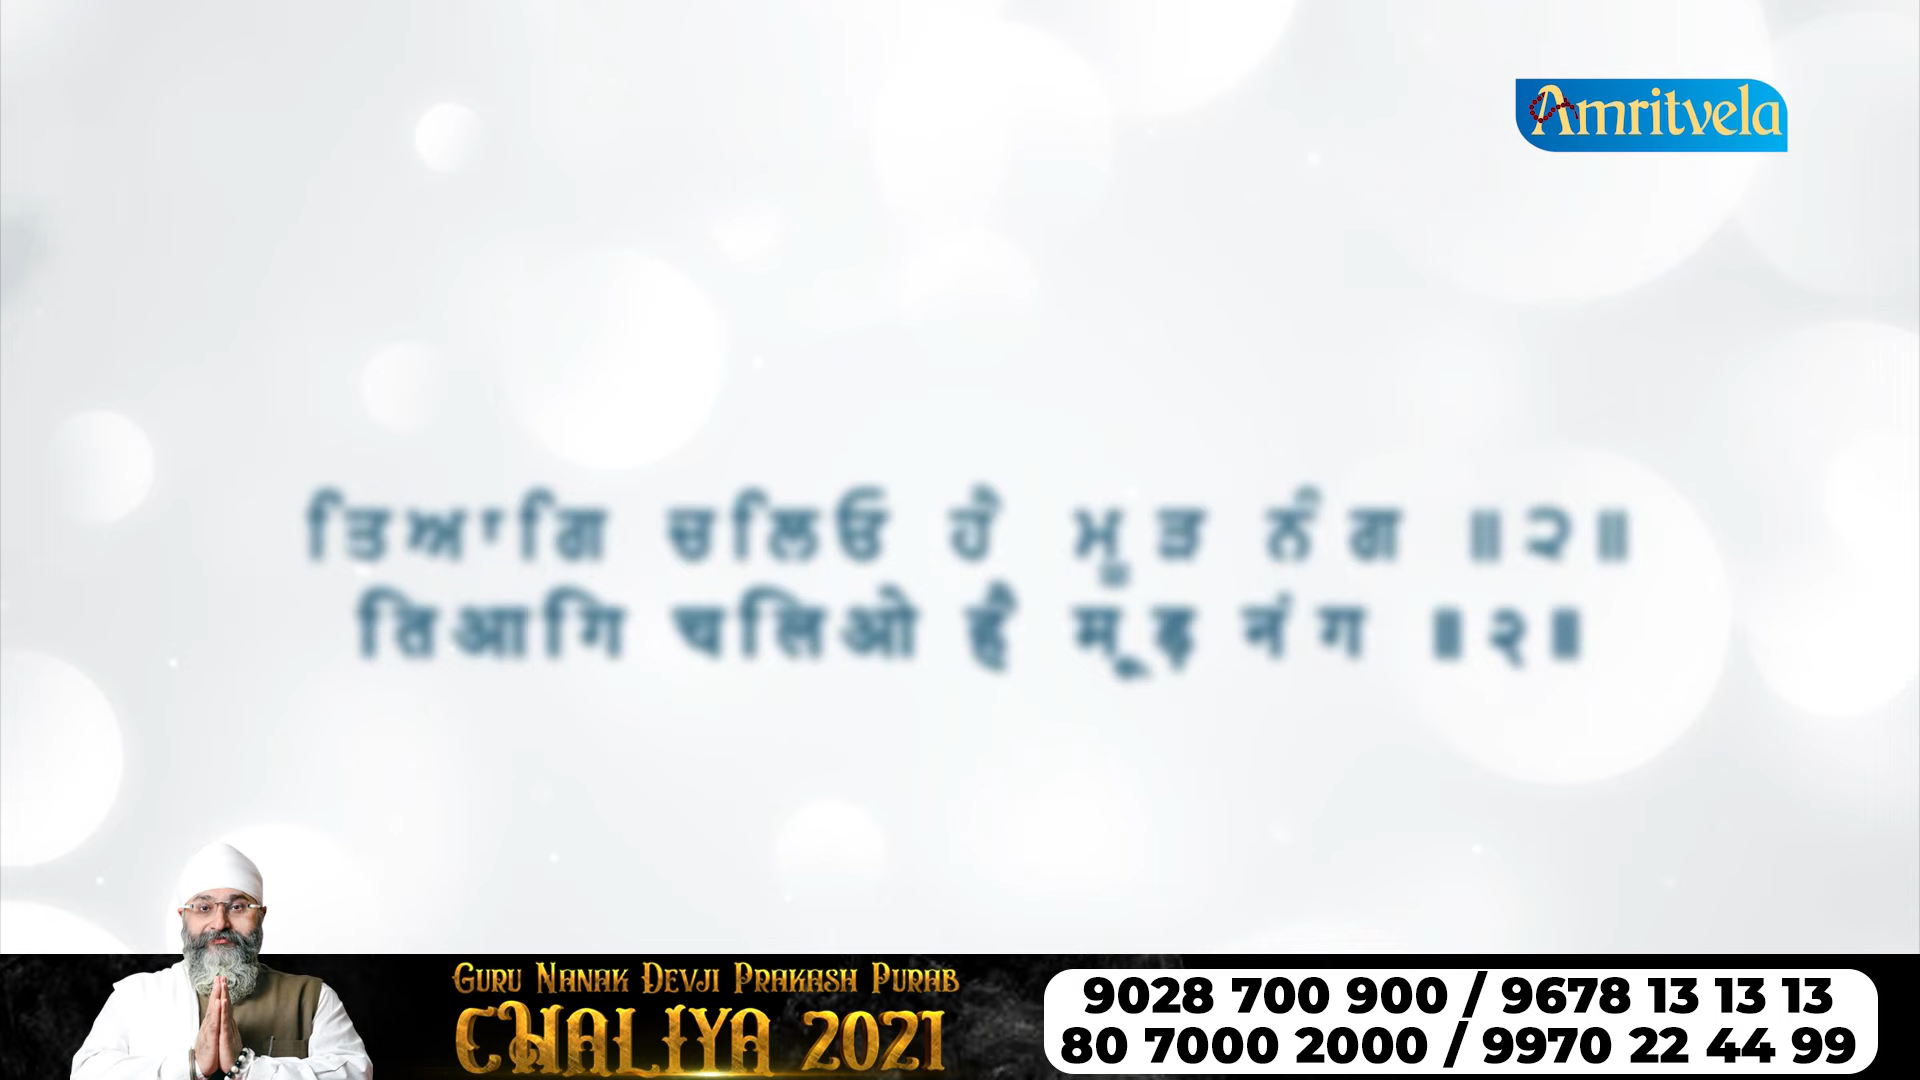 Amritvela
ਤਿਆਗਿ ਚਲਿਓ ਹੈ ਮੂੜ ਨੰਗ ॥੨॥
तिआगि चलिओ है मूड़ नंग ॥२॥
GURU NANAK DEVJI PRAKASH PURAB
CHALIYA 2021
9028 700 900 / 9678 13 13 13
80 7000 2000 / 9970 22 44 99